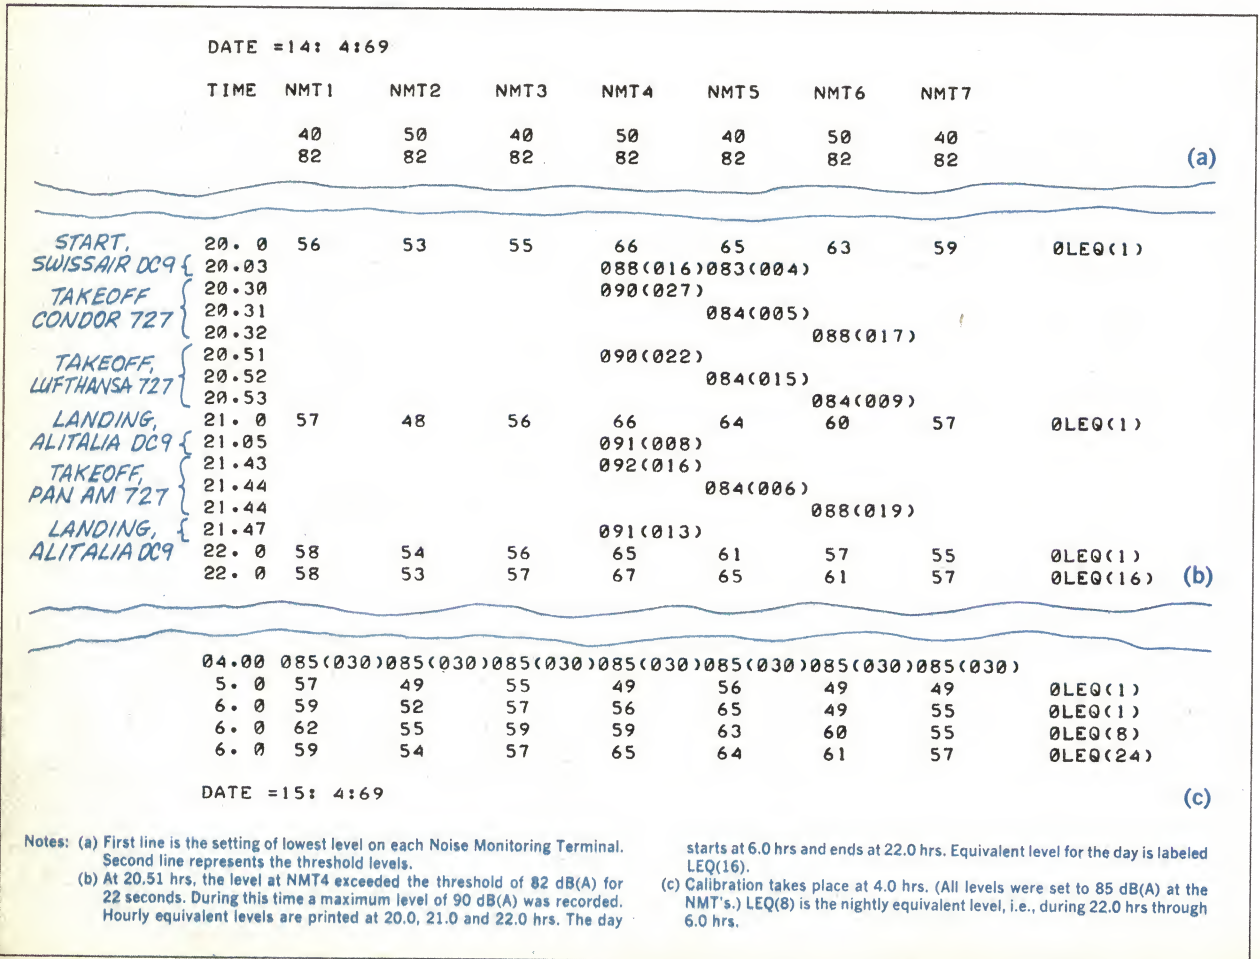 DATE =14: 4:69
TIME NMT1 NMT2 NMT3 NMT4 NMT5 NMT6 NMT7
40 50 40 50 40 50 40
82 82 82 82 82 82 82 (a)
START, 20. 0 56 53 55 66 65 63 59 0LEQ(1)
SWISSAIR DC9 { 20.03 088(016)083(004)
TAKEOFF 20.30 090(027)
CONDOR 727 20.31 084(005)
20.32 088(017)
TAKEOFF, 20.51 090(022)
LUFTHANSA 727 20.52 084(015)
20.53 084(009)
LANDING, 21. 0 57 48 56 66 64 60 57 0LEQ(1)
ALITALIA DC9 { 21.05 091(008)
TAKEOFF, 21.43 092(016)
PAN AM 727 21.44 084(006)
21.44 088(019)
LANDING, { 21.47 091(013)
ALITALIA DC9 22. 0 58 54 56 65 61 57 55 0LEQ(1)
22. 0 58 53 57 67 65 61 57 0LEQ(16) (b)
04.00 085(030)085(030)085(030)085(030)085(030)085(030)085(030)
5. 0 57 49 55 49 56 49 49 0LEQ(1)
6. 0 59 52 57 56 65 49 55 0LEQ(1)
6. 0 62 55 59 59 63 60 55 0LEQ(8)
6. 0 59 54 57 65 64 61 57 0LEQ(24)
DATE =15: 4:69 (c)
Notes: (a) First line is the setting of lowest level on each Noise Monitoring Terminal.
Second line represents the threshold levels.
(b) At 20.51 hrs, the level at NMT4 exceeded the threshold of 82 dB(A) for
22 seconds. During this time a maximum level of 90 dB(A) was recorded.
Hourly equivalent levels are printed at 20.0, 21.0 and 22.0 hrs. The day
starts at 6.0 hrs and ends at 22.0 hrs. Equivalent level for the day is labeled
LEQ(16).
(c) Calibration takes place at 4.0 hrs. (All levels were set to 85 dB(A) at the
NMT's.) LEQ(8) is the nightly equivalent level, i.e., during 22.0 hrs through
6.0 hrs.